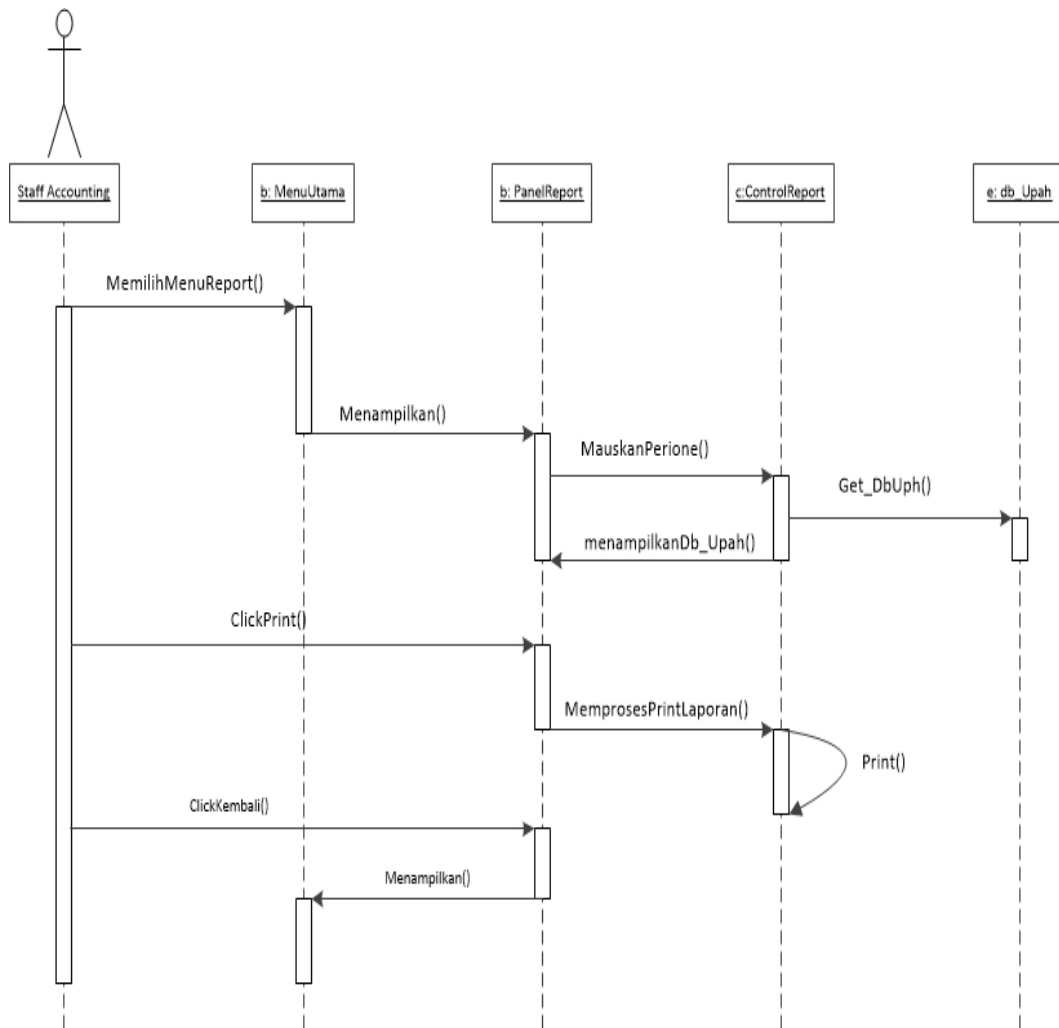 Staff Accounting
b: MenuUtama
b: PanelReport
c:ControlReport
e: db_Upah
MemilihMenuReport()
Menampilkan()
MauskanPerione()
Get_DbUph()
menampilkanDb_Upah()
ClickPrint()
MemprosesPrintLaporan()
Print()
ClickKembali()
Menampilkan()